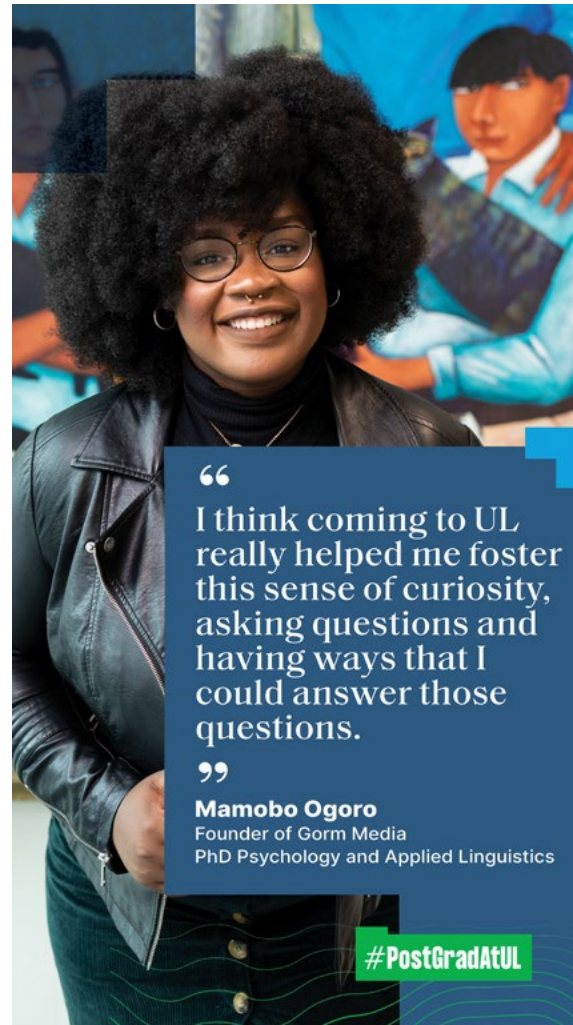 “
I think coming to UL
really helped me foster
this sense of curiosity,
asking questions and
having ways that I
could answer those
questions.
”
Mamobo Ogoro
Founder of Gorm Media
PhD Psychology and Applied Linguistics
#PostGradAtUL